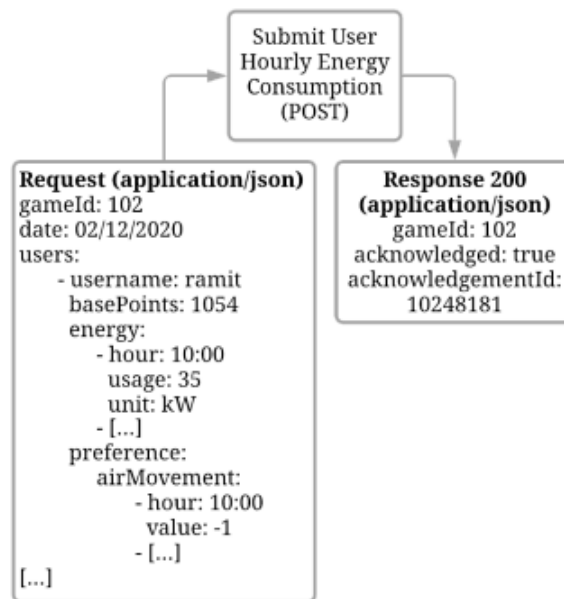 Submit User
Hourly Energy
Consumption
(POST)
Request (application/json)
gameId: 102
date: 02/12/2020
users:
- username: ramit
basePoints: 1054
energy:
- hour: 10:00
usage: 35
unit: kW
- [...]
preference:
airMovement:
- hour: 10:00
value: -1
- [...]
[...]
Response 200
(application/json)
gameId: 102
acknowledged: true
acknowledgementId:
10248181